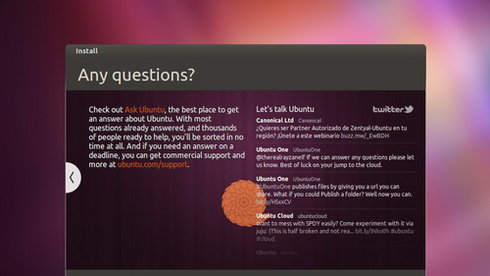 Install
Any questions?
Check out Ask Ubuntu, the best place to get
an answer about Ubuntu. With most
questions already answered, and thousands
of people ready to help, you'll be sorted in no
time at all. And if you need an answer on a
deadline, you can get commercial support and
more at ubuntu.com/support.
Let's talk Ubuntu
twitter
Canonical Ltd Canonical
¿Quieres ser Partner Autorizado de Zentyal-Ubuntu en tu
región? ¡Únete a este webinario buzz.mw/_EwBDH
Ubuntu One UbuntuOne
@therealrayzanelf If we can answer any questions please let
us know. Best of luck on your jump to the cloud.
Ubuntu One UbuntuOne
#UbuntuOne publishes files by giving you a url you can
share. What if you could Publish a folder? Well now you can.
bit.ly/HSxxCV
Ubuntu Cloud ubuntucloud
Want to mess with SPDY easily? Come experiment with it via
juju: (This is half broken and not rea... bit.ly/INko0h #ubuntu
#cloud
Ubuntu Ubuntu